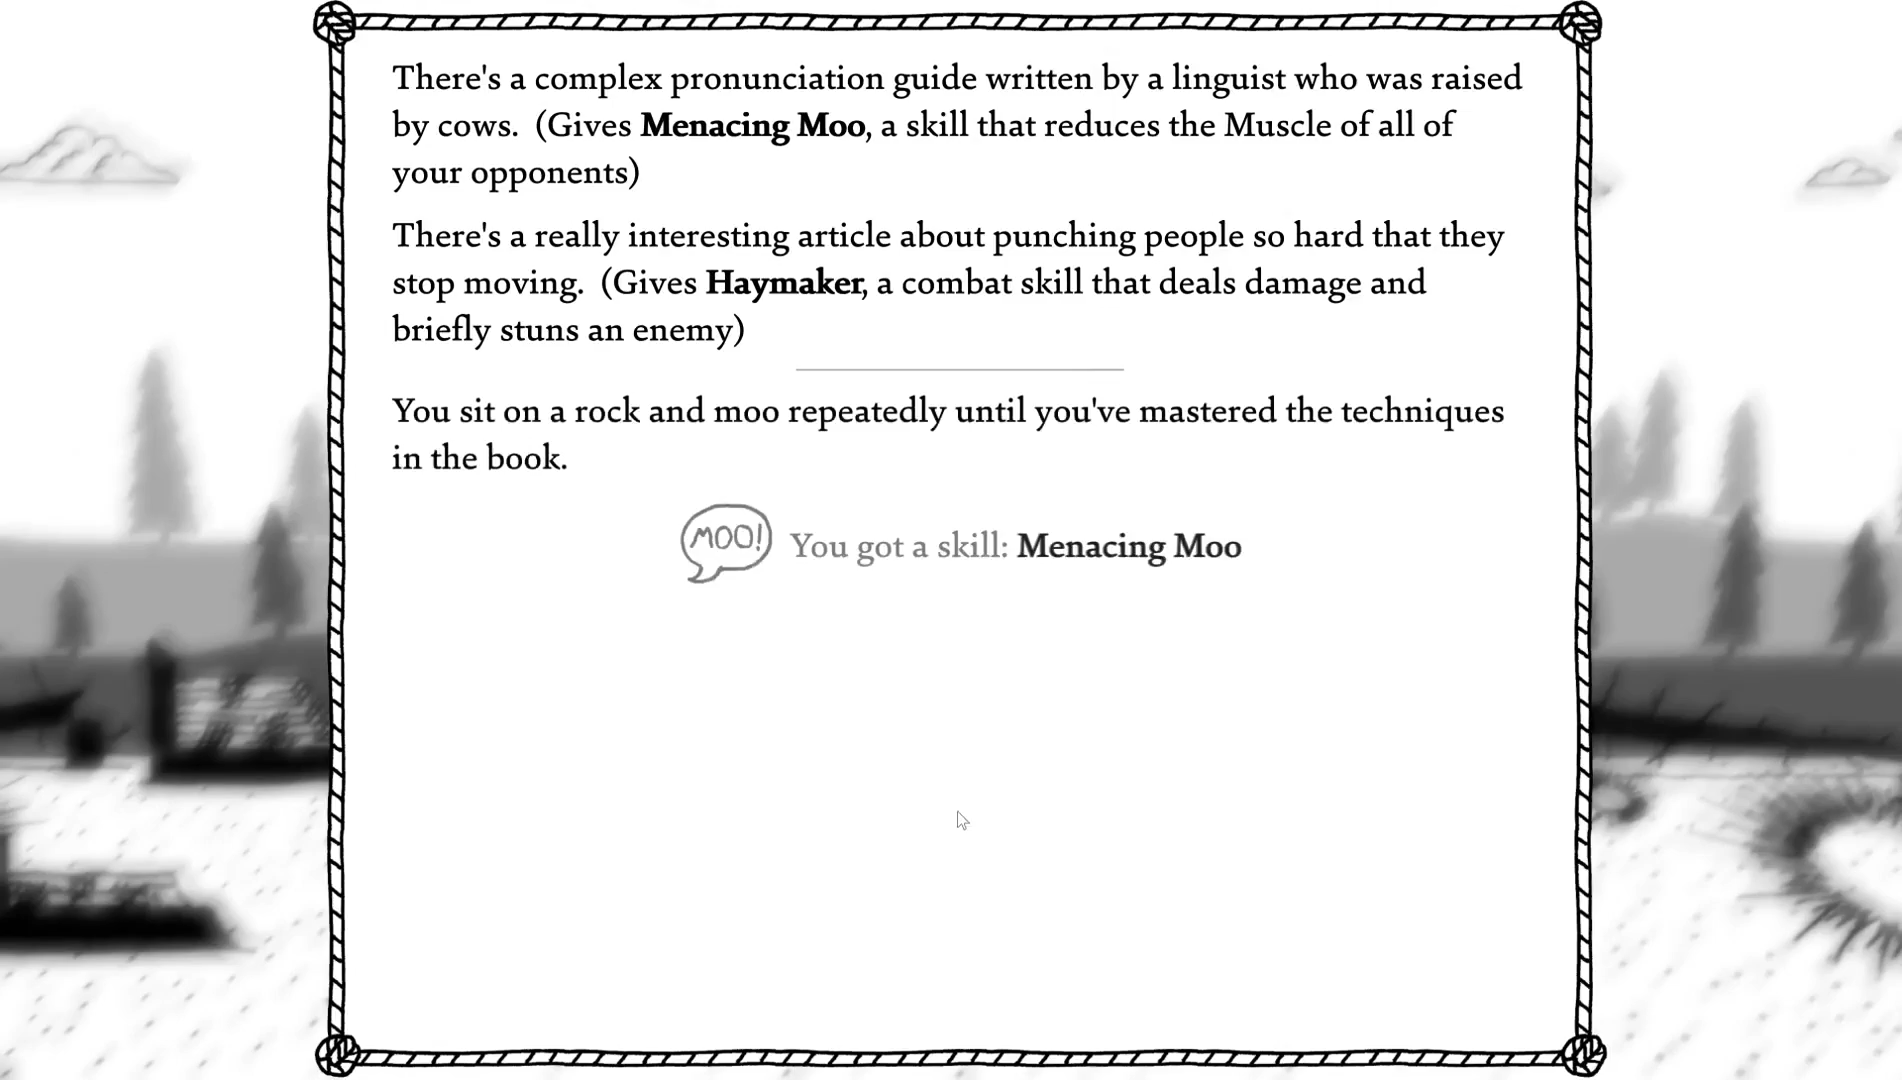 There's a complex pronunciation guide written by a linguist who was raised
by cows.  (Gives Menacing Moo, a skill that reduces the Muscle of all of
your opponents)
There's a really interesting article about punching people so hard that they
stop moving.  (Gives Haymaker, a combat skill that deals damage and
briefly stuns an enemy)
You sit on a rock and moo repeatedly until you've mastered the techniques
in the book.
MOO! You got a skill: Menacing Moo